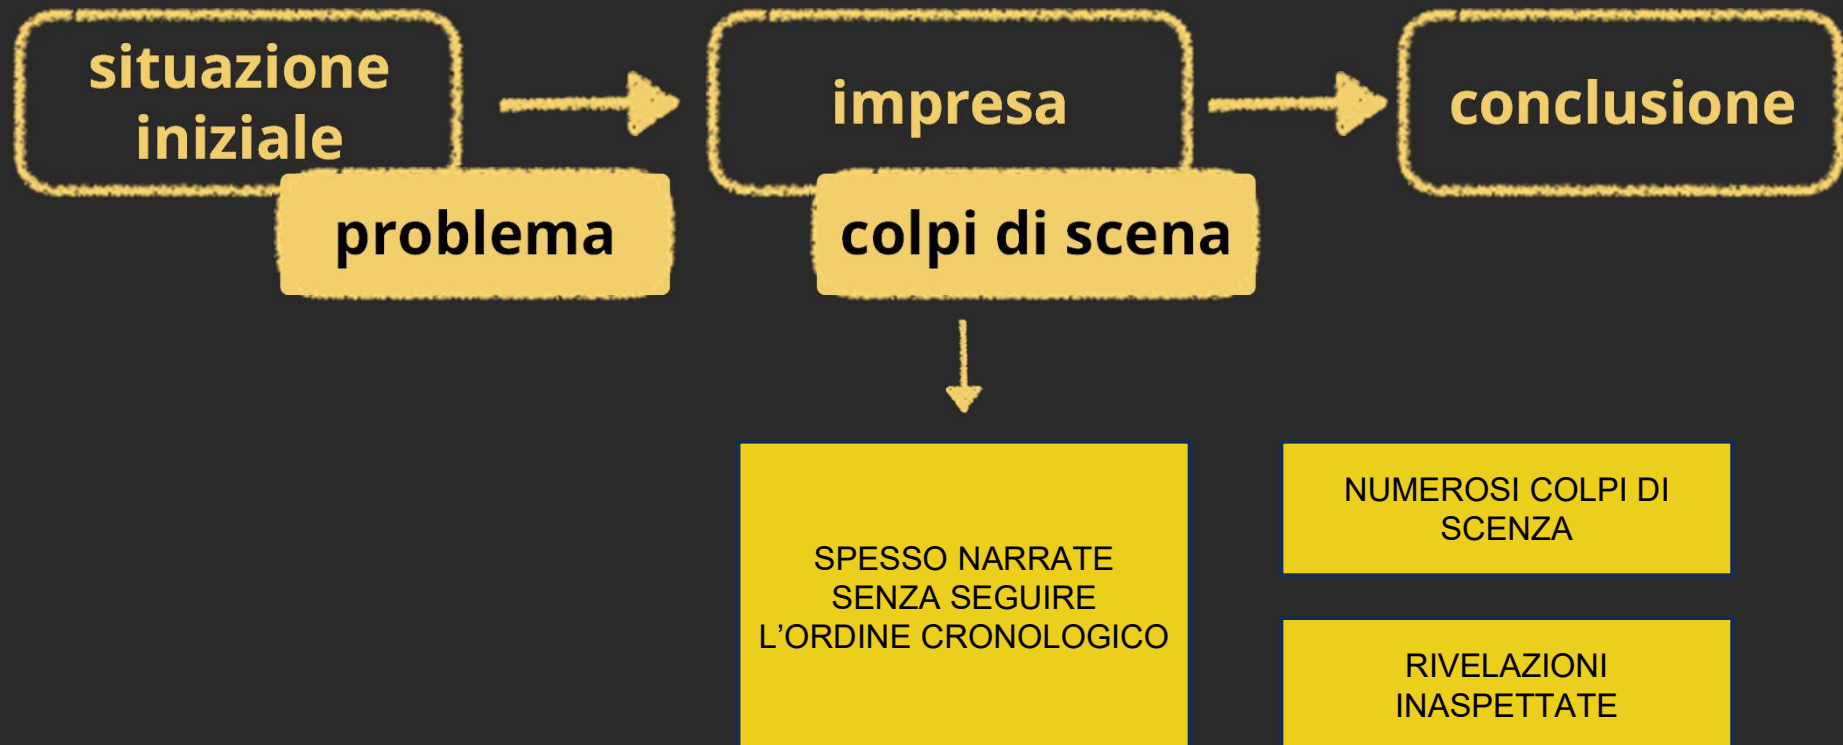 situazione
iniziale
impresa
conclusione
problema
colpi di scena
SPESSO NARRATE
SENZA SEGUIRE
L’ORDINE CRONOLOGICO
NUMEROSI COLPI DI
SCENZA
RIVELAZIONI
INASPETTATE